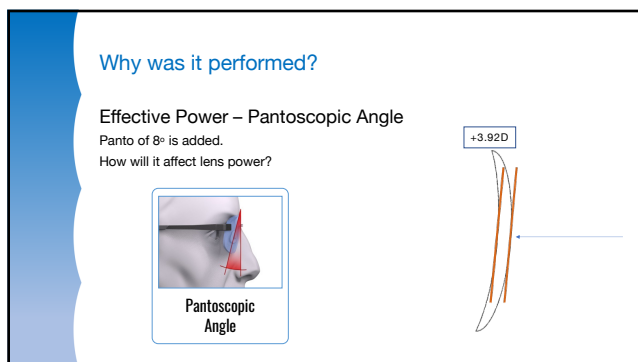 Why was it performed?
Effective Power – Pantoscopic Angle
Panto of 8º is added.
How will it affect lens power?
+3.92D
Pantoscopic
Angle